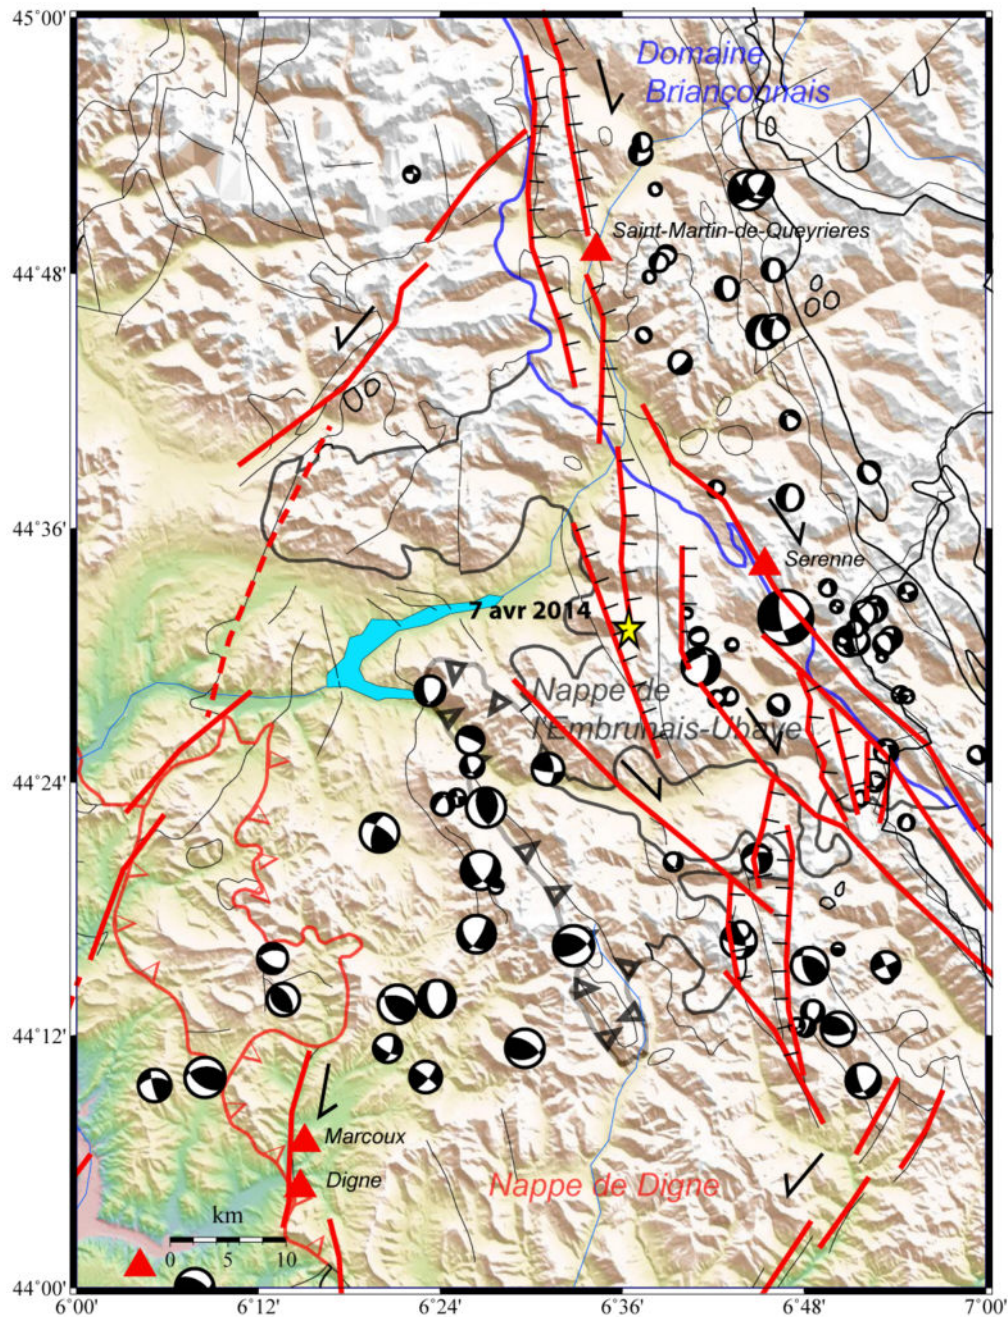 45°00'
Domaine
Briançonnais
Saint-Martin-de-Queyrieres
44°48'
44°36'
Serenne
7 avr 2014
Nappe de
l'Embrunais-Ubaye
44°24'
44°12'
Marcoux
Digne
Nappe de Digne
km
0 5 10
44°00'
6°00' 6°12' 6°24' 6°36' 6°48' 7°00'